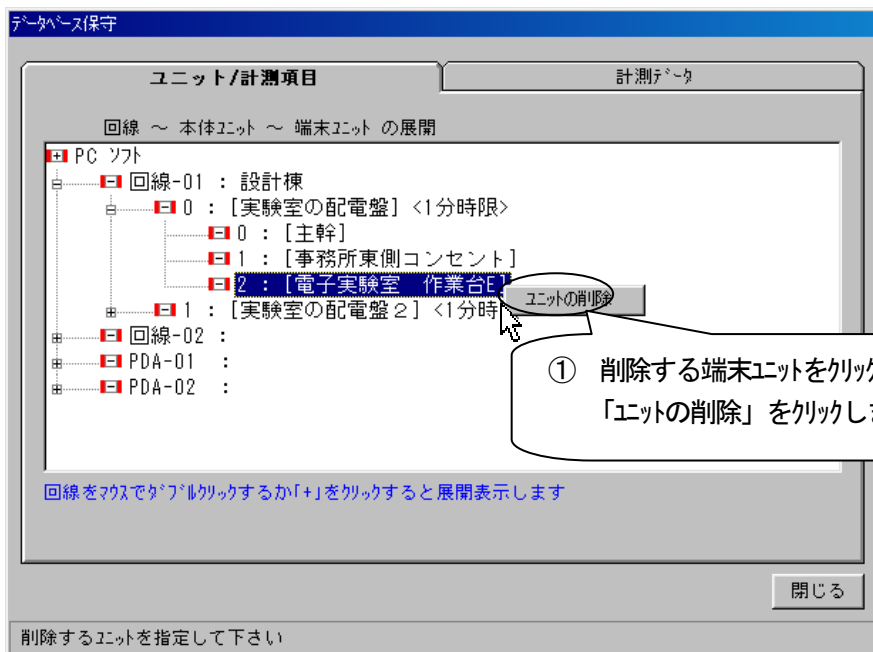 ﾃﾞｰﾀﾍﾞｰｽ保守
ユニット/計測項目
計測ﾃﾞｰﾀ
回線 ～ 本体ﾕﾆｯﾄ ～ 端末ﾕﾆｯﾄ の展開
PC ｿﾌﾄ
回線-01 : 設計棟
0 : [実験室の配電盤] <1分時限>
0 : [主幹]
1 : [事務所東側コンセント]
2 : [電子実験室　作業台E]
ﾕﾆｯﾄの削除
1 : [実験室の配電盤２] <1分時
回線-02 :
PDA-01 :
PDA-02 :
① 削除する端末ﾕﾆｯﾄをｸﾘｯｸ
「ﾕﾆｯﾄの削除」をｸﾘｯｸしま
回線をﾏｳｽでﾀﾞﾌﾞﾙｸﾘｯｸするか｢+｣をｸﾘｯｸすると展開表示します
閉じる
削除するﾕﾆｯﾄを指定して下さい